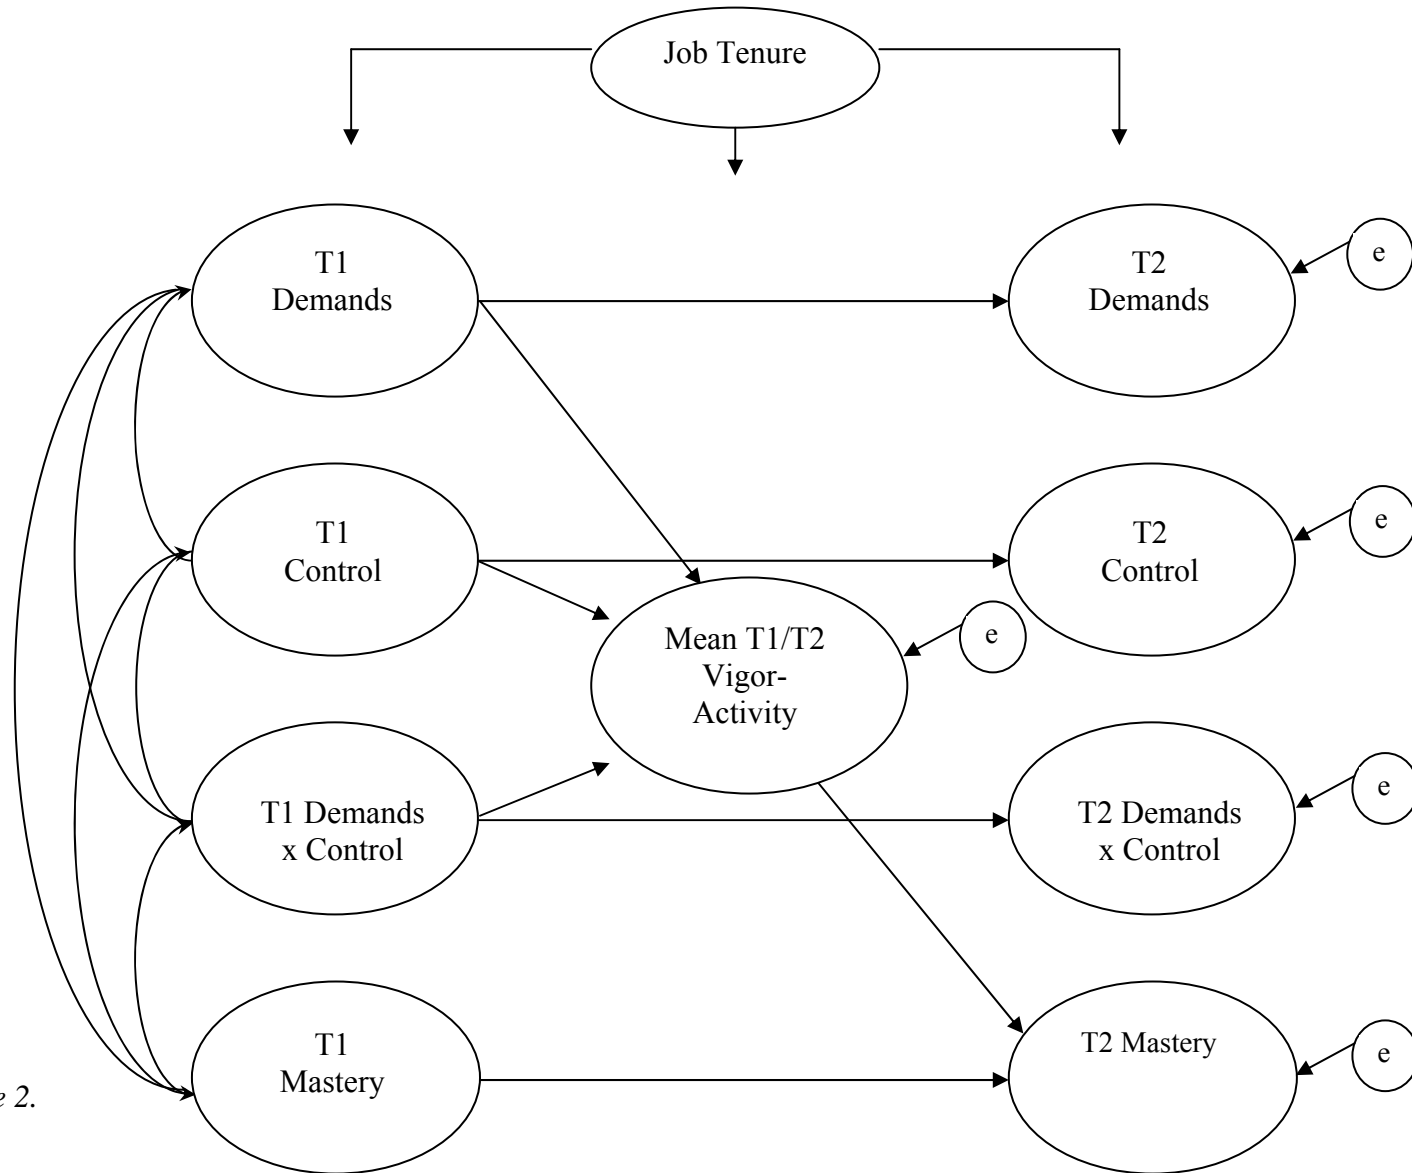 Job Tenure
T1
Demands
T2
Demands
e
T1
Control
T2
Control
e
Mean T1/T2
Vigor-
Activity
e
T1 Demands
x Control
T2 Demands
x Control
e
T1
Mastery
T2 Mastery
e
e 2.